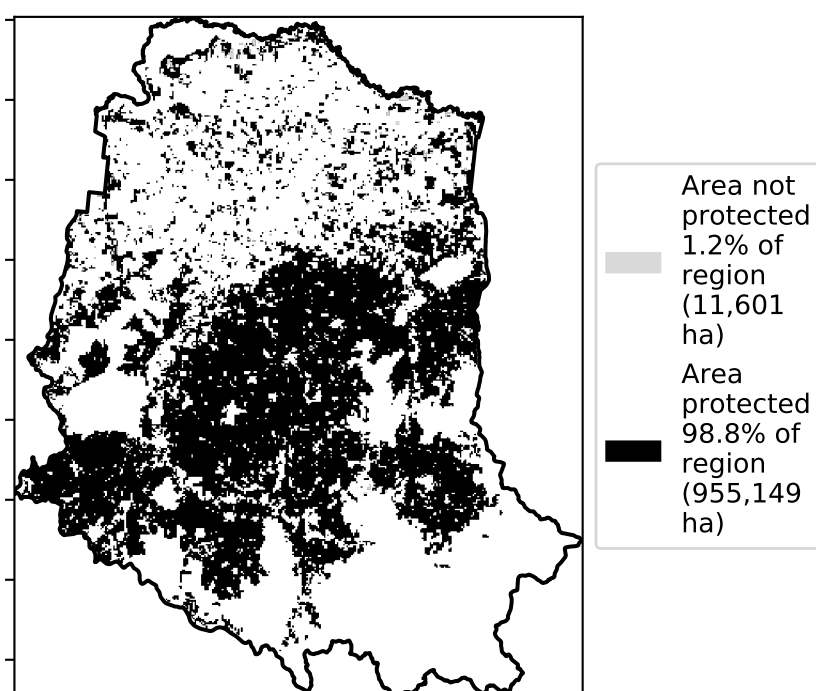 Area not
protected
1.2% of
region
(11,601
ha)
Area
protected
98.8% of
region
(955,149
ha)